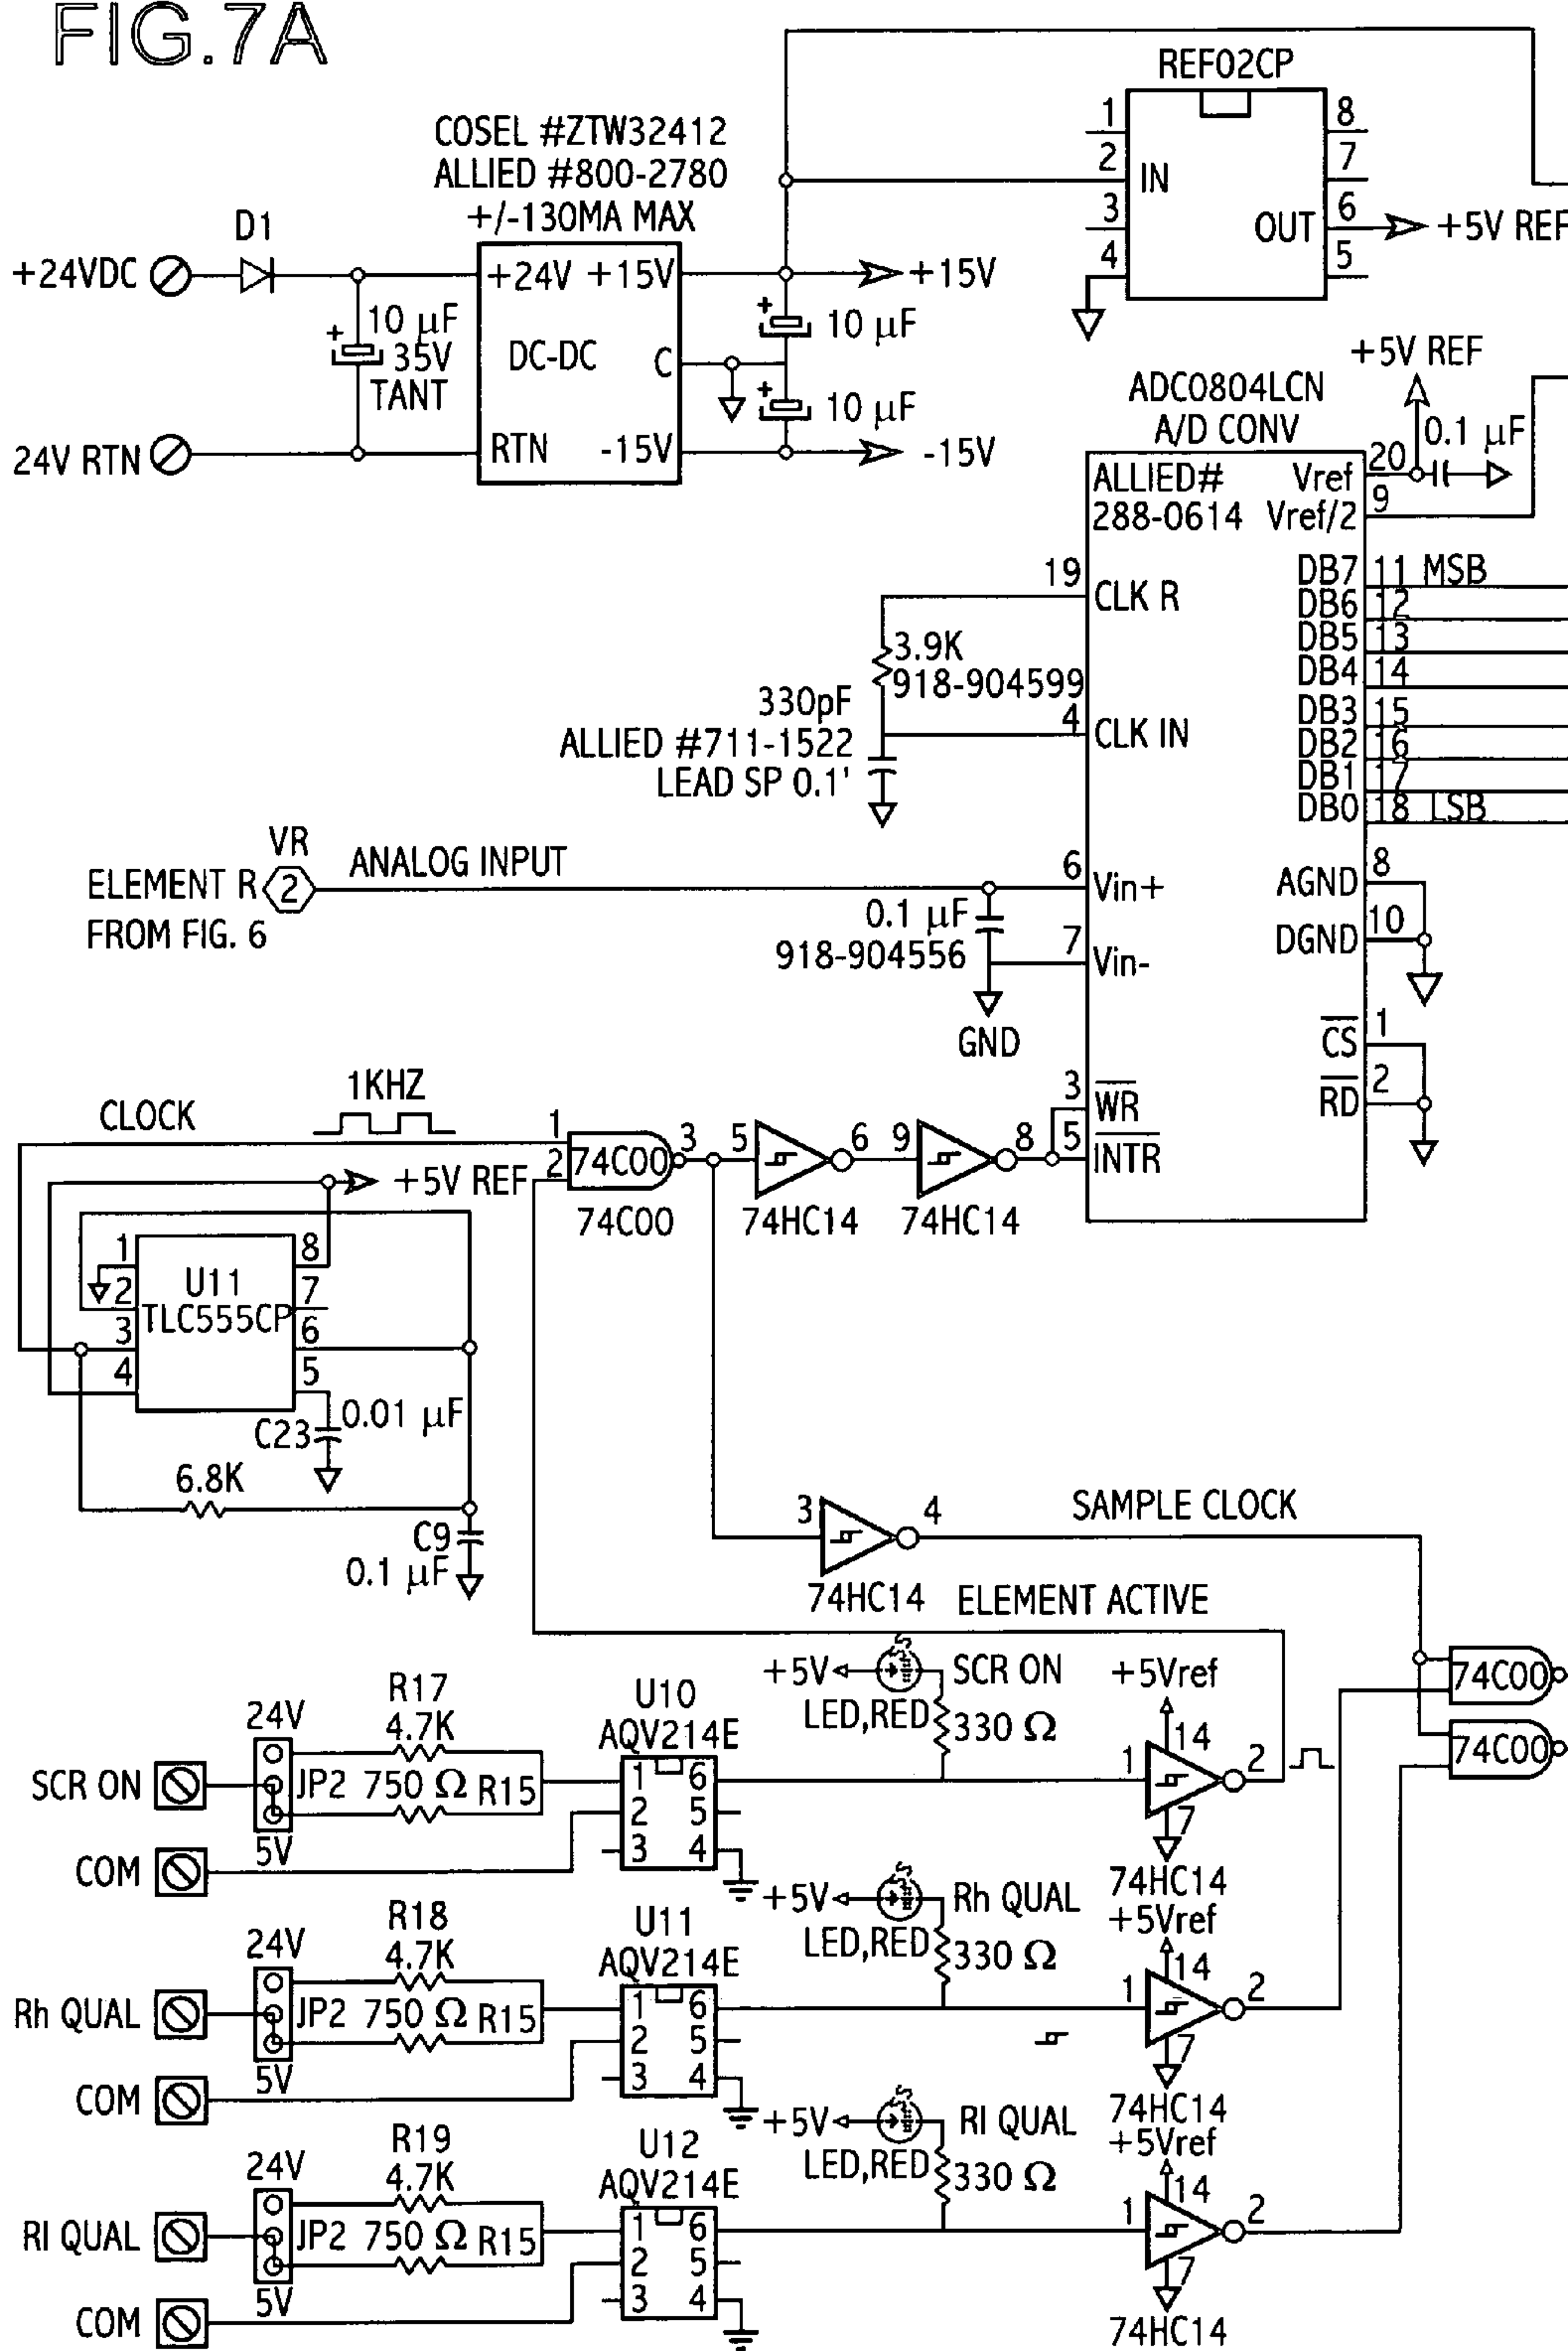 FIG.7A
REF02CP
1
2
3
4
IN
OUT
8
7
6
5
+5V REF
COSEL #ZTW32412
ALLIED #800-2780
+/-130MA MAX
D1
+24VDC
+24V +15V
+15V
+
10 µF
35V
TANT
DC-DC
C
+
10 µF
+
10 µF
24V RTN
RTN -15V
-15V
+5V REF
ADC0804LCN
A/D CONV
0.1 µF
ALLIED#
288-0614
Vref
20
Vref/2
9
19
CLK R
DB7 11 MSB
DB6 12
DB5 13
DB4 14
DB3 15
DB2 16
DB1 17
DB0 18 LSB
3.9K
918-904599
330pF
ALLIED #711-1522
LEAD SP 0.1'
4
CLK IN
VR
ELEMENT R
2
FROM FIG. 6
ANALOG INPUT
6
Vin+
0.1 µF
918-904556
7
Vin-
GND
AGND
8
DGND
10
CS
1
RD
2
3
WR
5
INTR
CLOCK
1KHZ
1
2
74C00
3
74C00
5
6
74HC14
9
8
74HC14
+5V REF
1
2
3
4
U11
TLC555CP
8
7
6
5
C23
0.01 µF
6.8K
C9
0.1 µF
3
4
74HC14
SAMPLE CLOCK
ELEMENT ACTIVE
74C00
74C00
SCR ON
COM
24V
JP2
5V
R17
4.7K
750 Ω R15
U10
AQV214E
1 6
2 5
3 4
+5V
LED,RED
SCR ON
330 Ω
+5Vref
14
1
2
7
74HC14
Rh QUAL
COM
24V
JP2
5V
R18
4.7K
750 Ω R15
U11
AQV214E
1 6
2 5
3 4
+5V
LED,RED
Rh QUAL
330 Ω
+5Vref
14
1
2
7
74HC14
Rl QUAL
COM
24V
JP2
5V
R19
4.7K
750 Ω R15
U12
AQV214E
1 6
2 5
3 4
+5V
LED,RED
Rl QUAL
330 Ω
+5Vref
14
1
2
7
74HC14